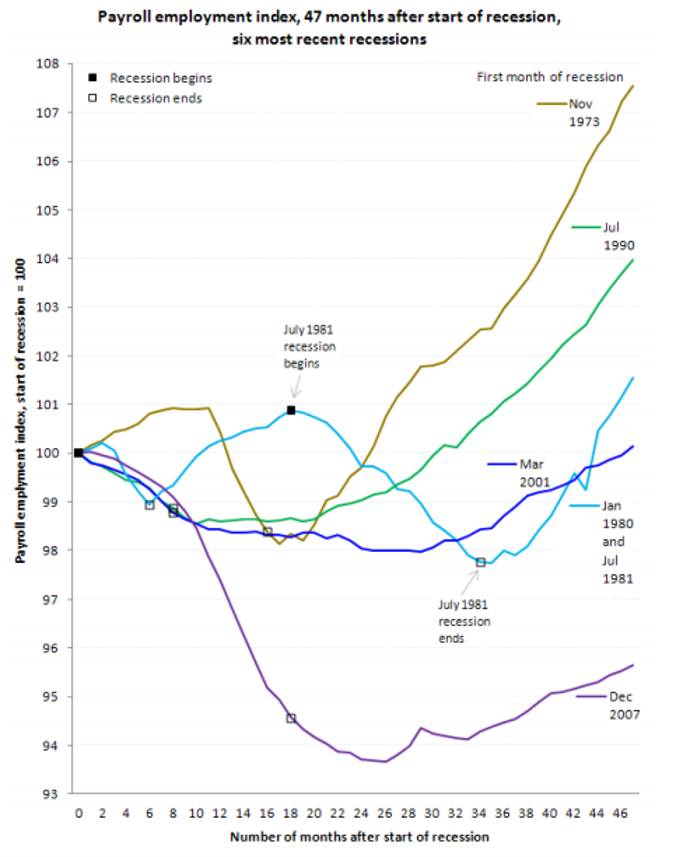 Payroll employment index, 47 months after start of recession,
six most recent recessions
108
107
106
105
104
103
102
101
100
99
98
97
96
95
94
93
Payroll emplyment index, start of recession = 100
Recession begins
Recession ends
First month of recession
Nov
1973
Jul
1990
July 1981
recession
begins
Mar
2001
Jan
1980
and
Jul
1981
July 1981
recession
ends
Dec
2007
0 2 4 6 8 10 12 14 16 18 20 22 24 26 28 30 32 34 36 38 40 42 44 46
Number of months after start of recession